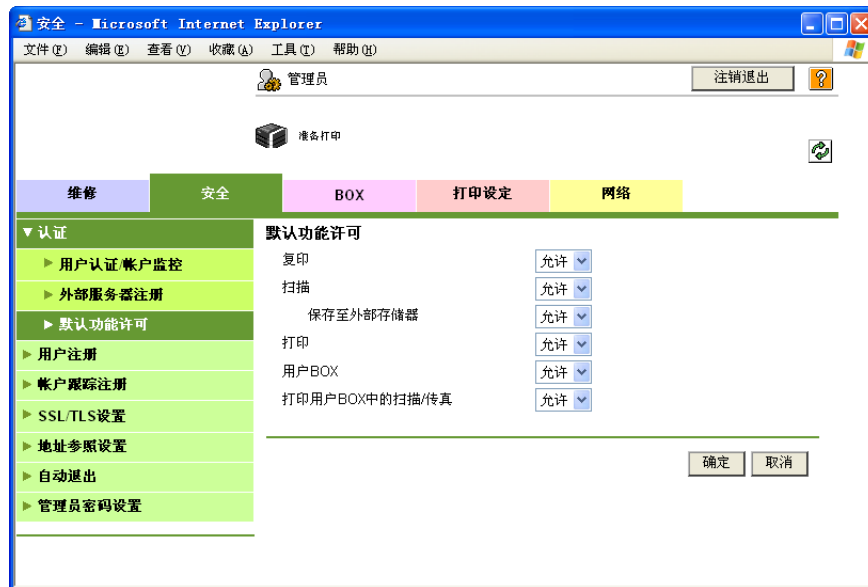 安全 - Microsoft Internet Explorer
文件(F) 编辑(E) 查看(V) 收藏(A) 工具(T) 帮助(H)
管理员
注销退出
?
准备打印
维修 安全 BOX 打印设定 网络
▼认证
▶用户认证/帐户监控
▶外部服务器注册
▶默认功能许可
▶用户注册
▶帐户跟踪注册
▶SSL/TLS设置
▶地址参照设置
▶自动退出
▶管理员密码设置
默认功能许可
复印 允许
扫描 允许
保存至外部存储器 允许
打印 允许
用户BOX 允许
打印用户BOX中的扫描/传真 允许
确定 取消